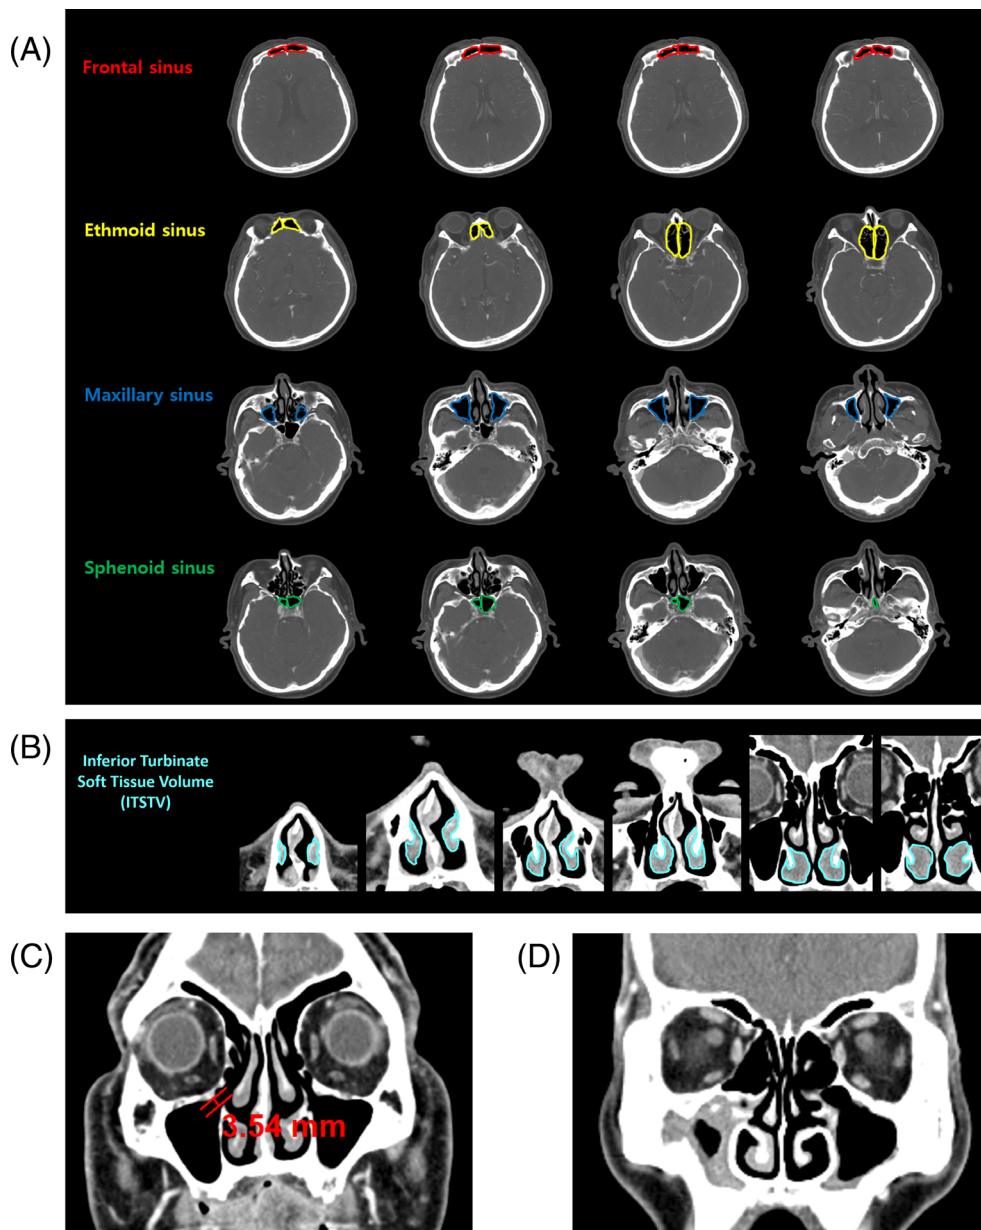 (A)
Frontal sinus
Ethmoid sinus
Maxillary sinus
Sphenoid sinus
(B)
Inferior Turbinate
Soft Tissue Volume
(ITSTV)
(C)
3.54 mm
(D)